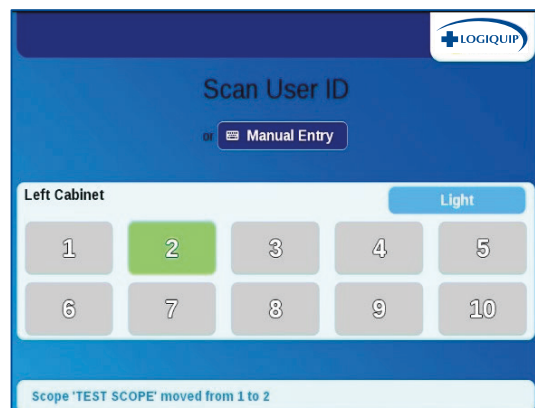 LOGIQUIP
Scan User ID
or Manual Entry
Left Cabinet
Light
1 2 3 4 5
6 7 8 9 10
Scope 'TEST SCOPE' moved from 1 to 2